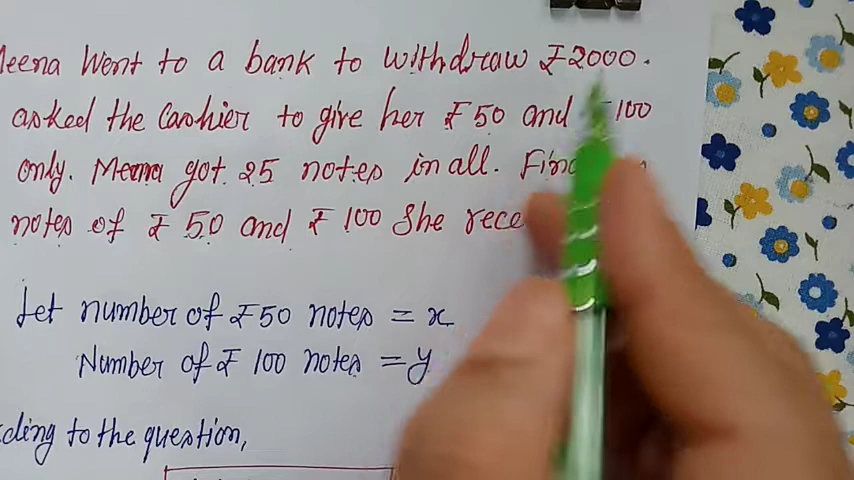 Meena Went to a bank to withdraw ₹2000.
asked the Cashier to give her ₹50 and ₹100
only. Meena got 25 notes in all. Find
notes of ₹50 and ₹100 She rece
Let number of ₹50 notes = x
Number of ₹100 notes = y
ding to the question,